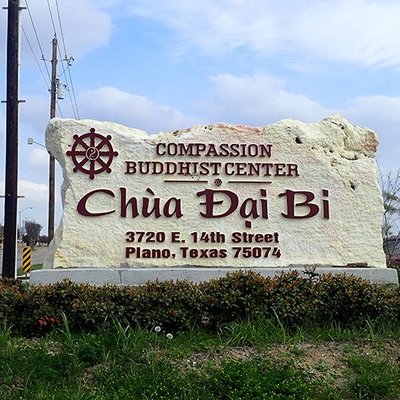 COMPASSION
BUDDHIST CENTER
Chùa Đại Bi
3720 E. 14th Street
Plano, Texas 75074